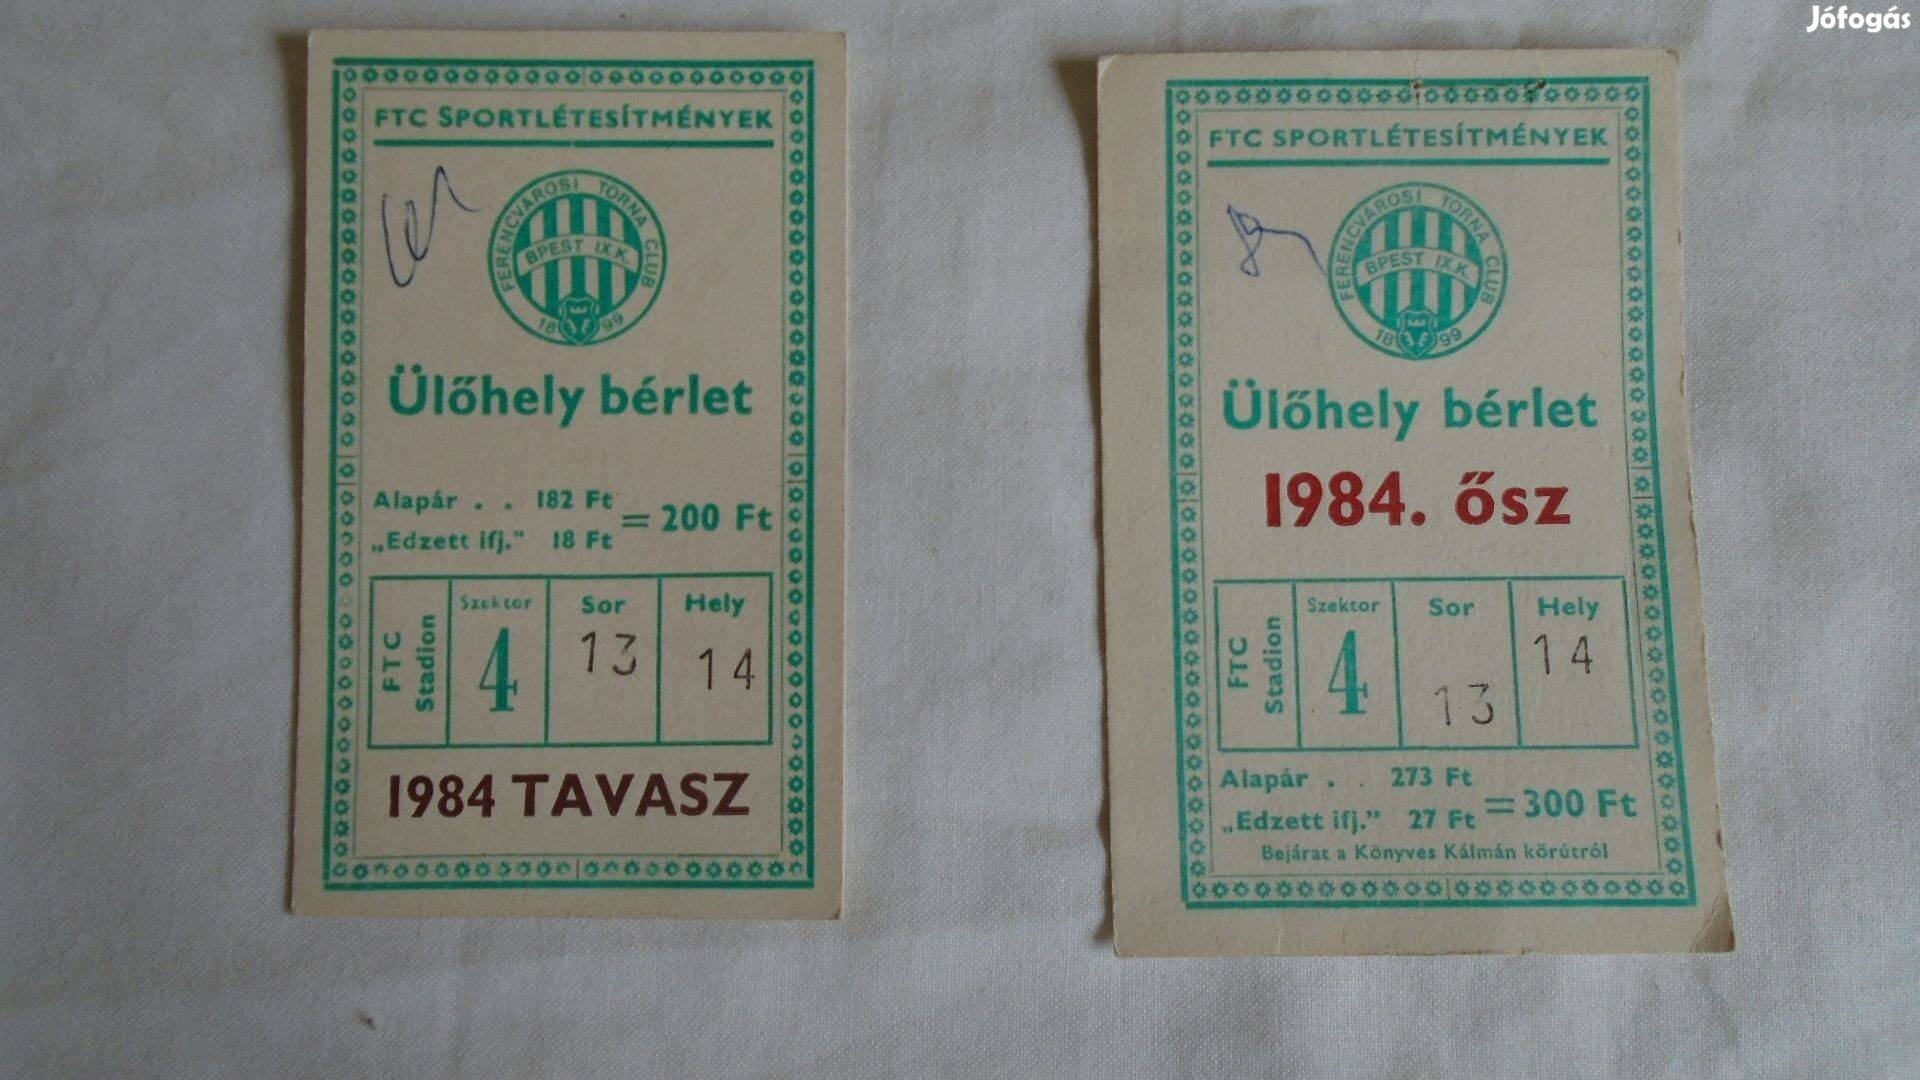 Jófogás
FTC SPORTLÉTESÍTMÉNYEK
FERENCVÁROSI TORNA CLUB
BPEST IX.K.
1899
Ülőhely bérlet
Alapár . . 182 Ft
„Edzett ifj.” 18 Ft
= 200 Ft
FTC Stadion
Szektor Sor Hely
4 13 14
1984 TAVASZ
FTC SPORTLÉTESÍTMÉNYEK
FERENCVÁROSI TORNA CLUB
BPEST IX.K.
1899
Ülőhely bérlet
1984. ősz
FTC Stadion
Szektor Sor Hely
4 13 14
Alapár . . 273 Ft
„Edzett ifj.” 27 Ft
= 300 Ft
Bejárat a Könyves Kálmán körútról